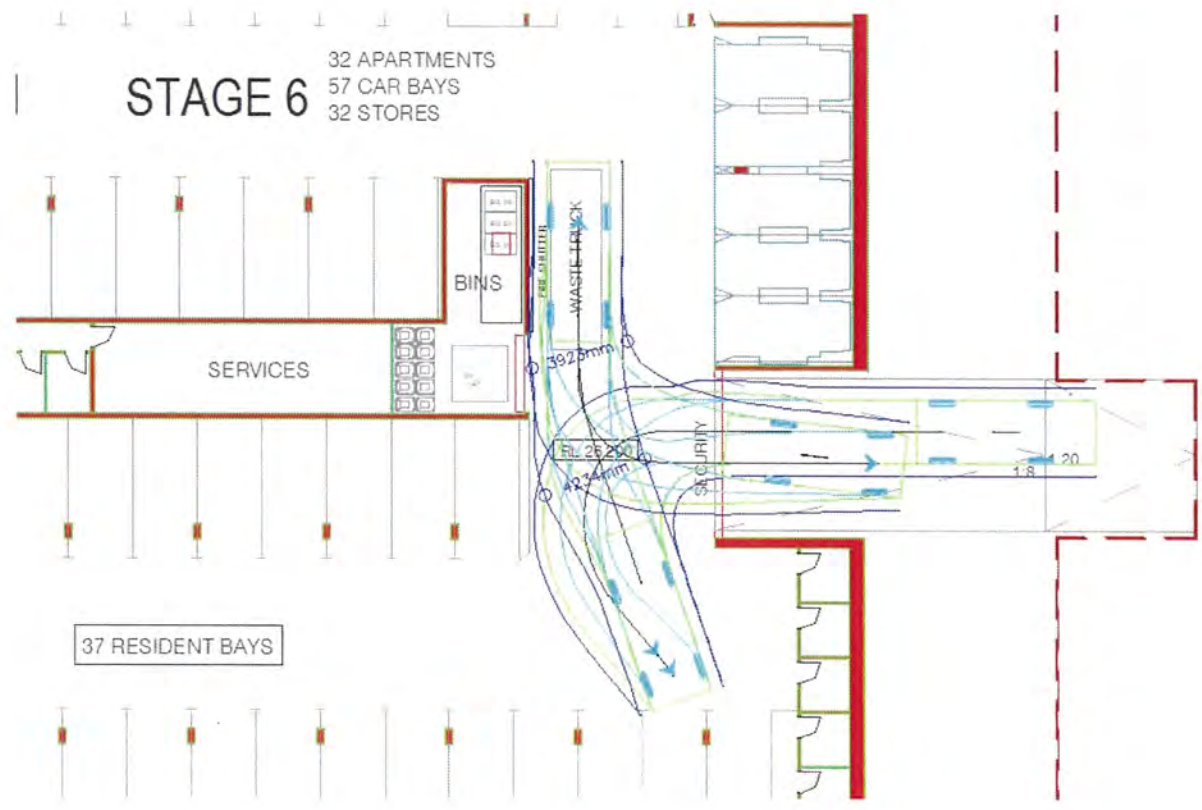 STAGE 6
32 APARTMENTS
57 CAR BAYS
32 STORES
BINS
WASTE TRUCK
SERVICES
3923mm
SECURITY
RL 26.200
4234mm
1:8
1:20
37 RESIDENT BAYS